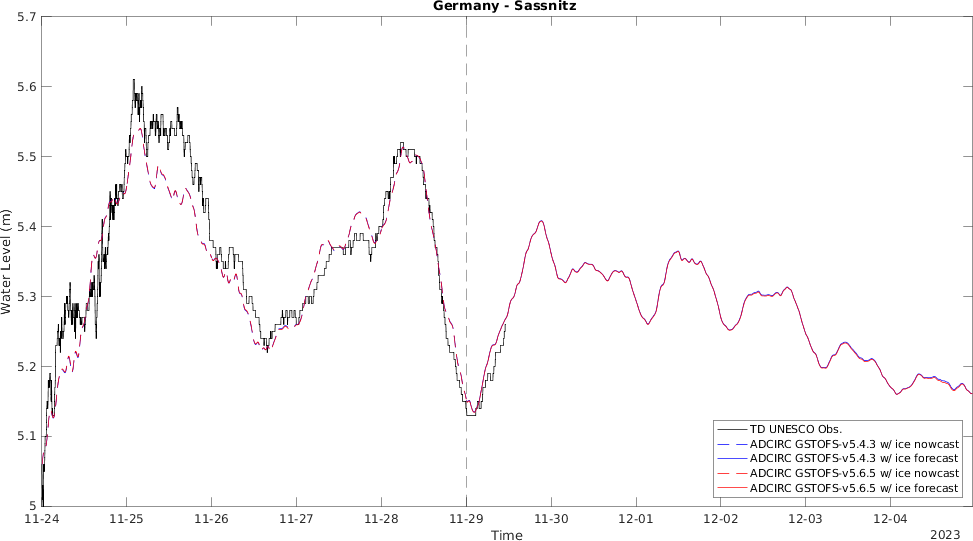 Germany - Sassnitz
5.7
5.6
5.5
5.4
5.3
5.2
5.1
5
Water Level (m)
11-24
11-25
11-26
11-27
11-28
11-29
11-30
12-01
12-02
12-03
12-04
Time
2023
TD UNESCO Obs.
ADCIRC GSTOFS-v5.4.3 w/ ice nowcast
ADCIRC GSTOFS-v5.4.3 w/ ice forecast
ADCIRC GSTOFS-v5.6.5 w/ ice nowcast
ADCIRC GSTOFS-v5.6.5 w/ ice forecast